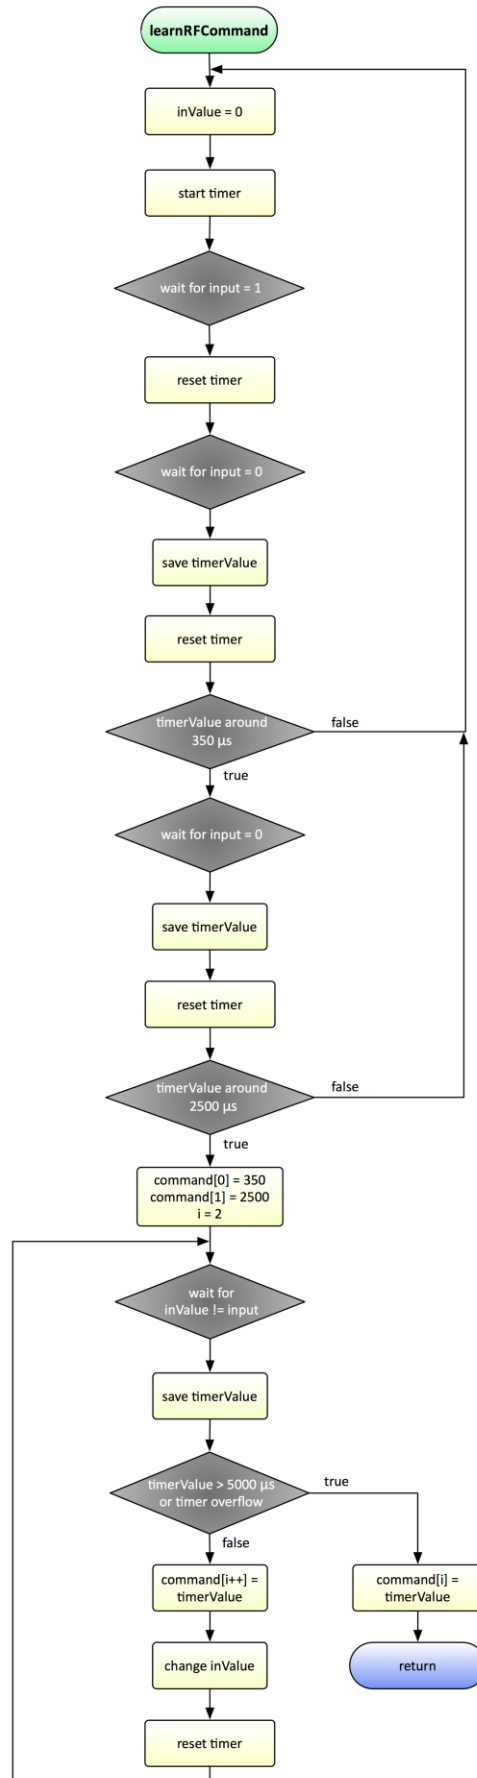 learnRFCommand
inValue = 0
start timer
wait for input = 1
reset timer
wait for input = 0
save timerValue
reset timer
timerValue around
350 µs
false
true
wait for input = 0
save timerValue
reset timer
timerValue around
2500 µs
false
true
command[0] = 350
command[1] = 2500
i = 2
wait for
inValue != input
save timerValue
timerValue > 5000 µs
or timer overflow
true
false
command[i++] =
timerValue
command[i] =
timerValue
change inValue
return
reset timer